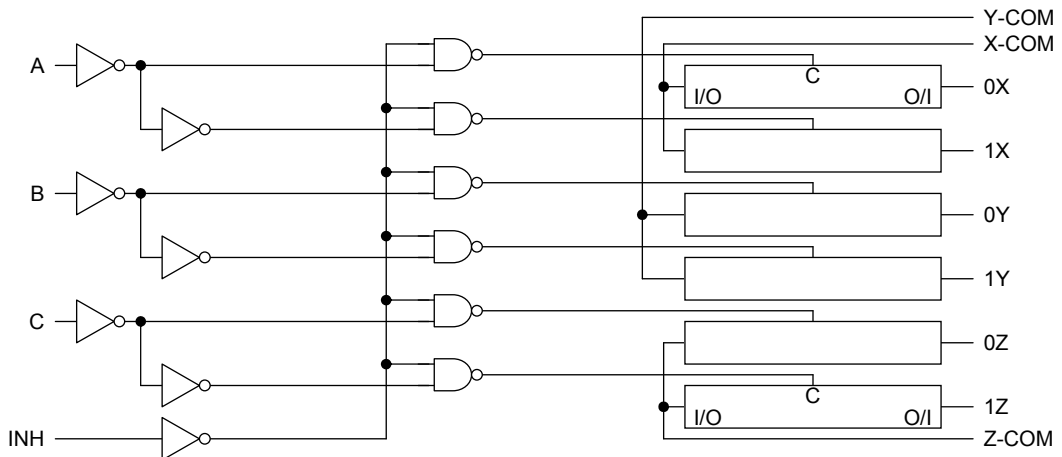 Y-COM
X-COM
A
C
0X
I/O
O/I
1X
B
0Y
1Y
C
0Z
C
1Z
I/O
O/I
INH
Z-COM